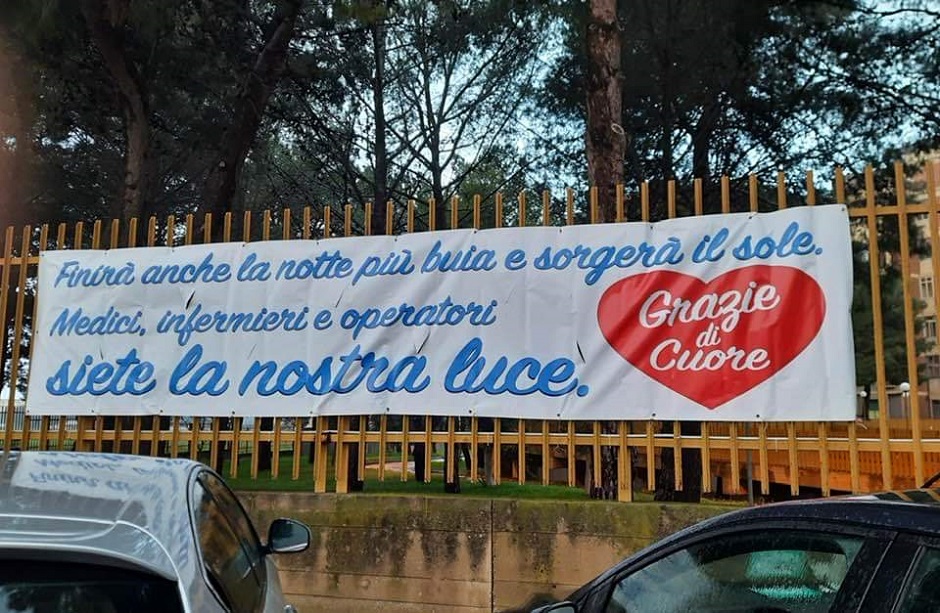 Finirà anche la notte più buia e sorgerà il sole.
Medici, infermieri e operatori
siete la nostra luce.
Grazie
di
Cuore